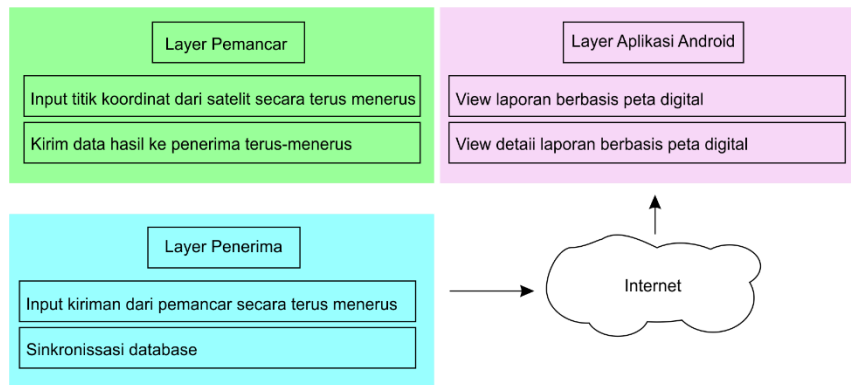 Layer Pemancar
Input titik koordinat dari satelit secara terus menerus
Kirim data hasil ke penerima terus-menerus
Layer Aplikasi Android
View laporan berbasis peta digital
View detaii laporan berbasis peta digital
Layer Penerima
Input kiriman dari pemancar secara terus menerus
Sinkronissasi database
Internet